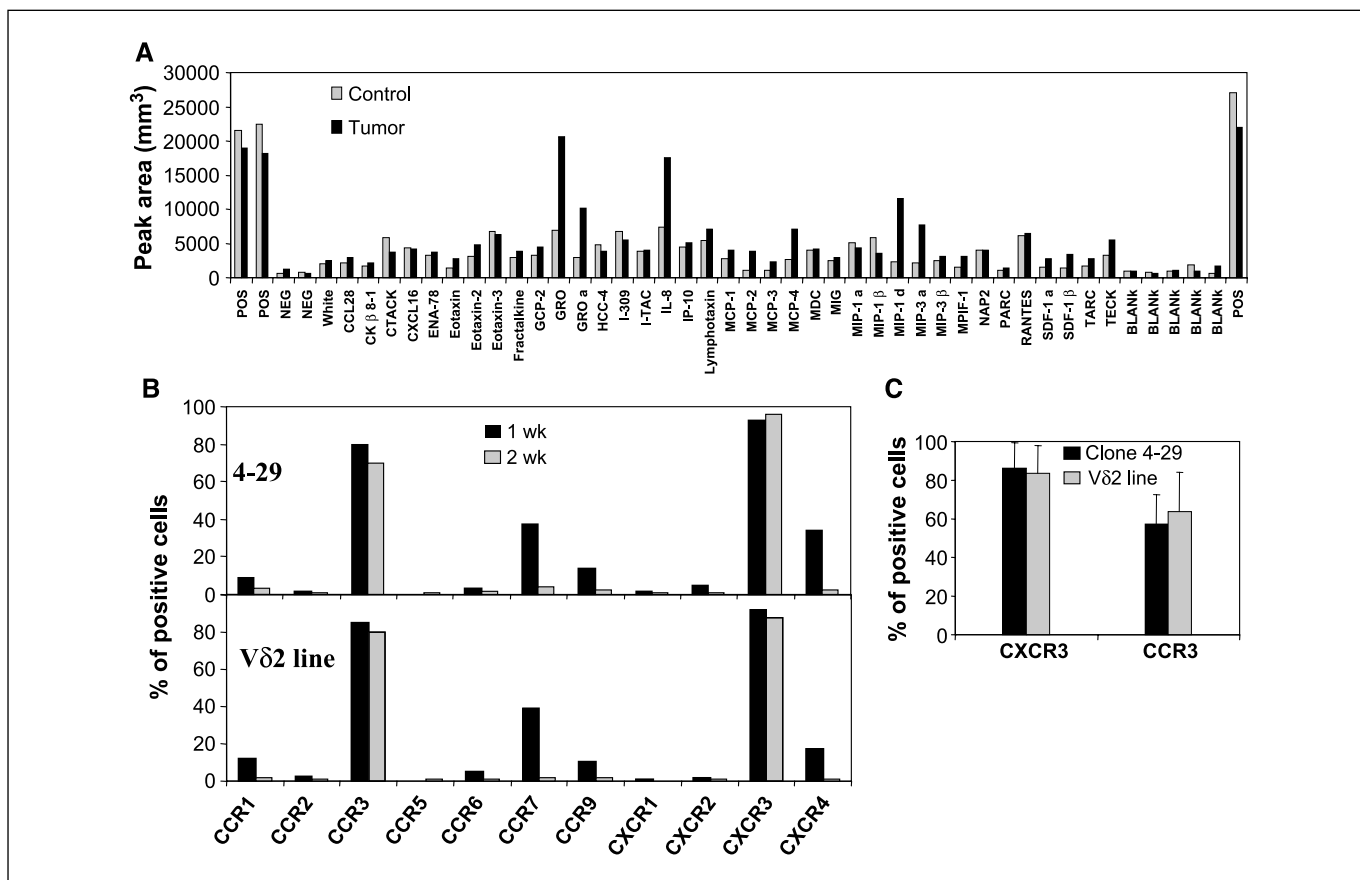 A
Peak area (mm³)
30000
25000
20000
15000
10000
5000
0
Control
Tumor
POS
POS
NEG
NEG
White
CCL28
CK β 8-1
CTACK
CXCL16
ENA-78
Eotaxin
Eotaxin-2
Eotaxin-3
Fractalkine
GCP-2
GRO
GRO a
HCC-4
I-309
I-TAC
IL-8
IP-10
Lymphotaxin
MCP-1
MCP-2
MCP-3
MCP-4
MDC
MIG
MIP-1 a
MIP-1 β
MIP-1 d
MIP-3 a
MIP-3 β
MPIF-1
NAP2
PARC
RANTES
SDF-1 a
SDF-1 β
TARC
TECK
BLANk
BLANk
BLANk
BLANk
BLANk
POS
B
% of positive cells
100
80
60
40
20
0
4-29
1 wk
2 wk
80
60
40
20
0
Vδ2 line
CCR1
CCR2
CCR3
CCR5
CCR6
CCR7
CCR9
CXCR1
CXCR2
CXCR3
CXCR4
C
% of positive cells
100
80
60
40
20
0
Clone 4-29
Vδ2 line
CXCR3
CCR3